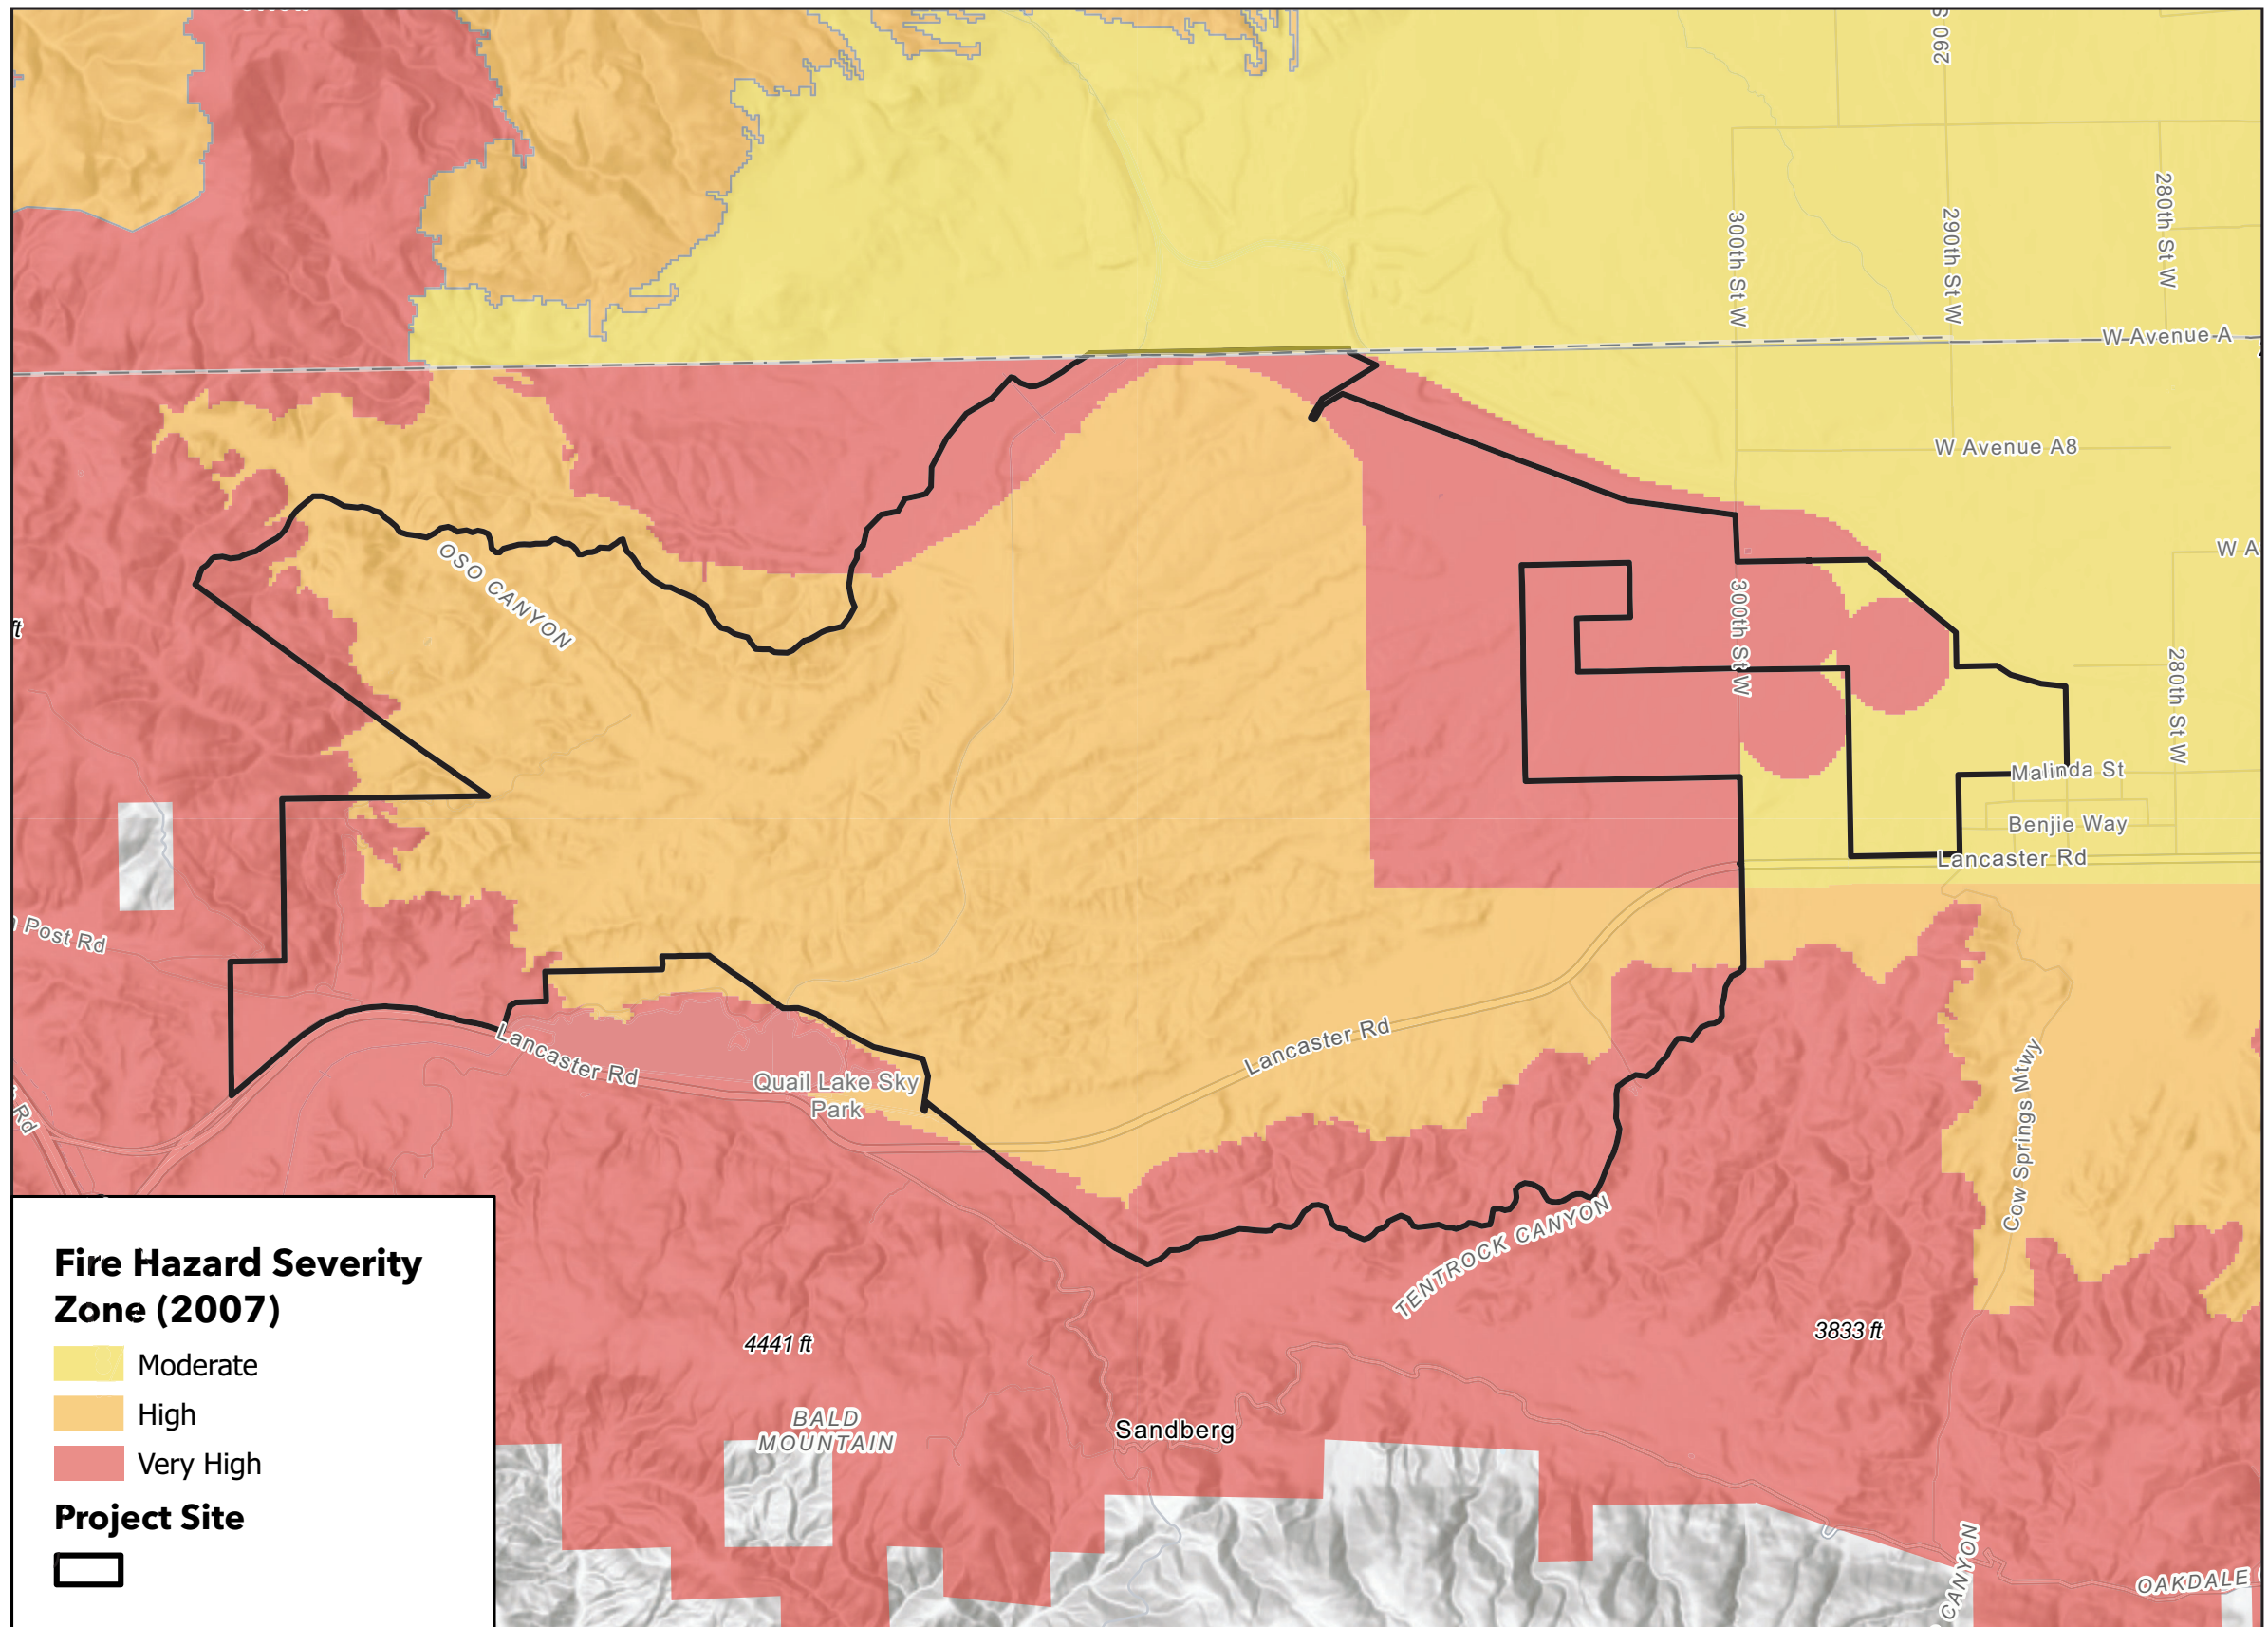 290 S
280th St W
300th St W
290th St W
W Avenue A
W Avenue A8
W A
OSO CANYON
300th St W
ft
280th St W
Malinda St
Benjie Way
Lancaster Rd
Post Rd
Lancaster Rd
Lancaster Rd
Quail Lake Sky
Park
Rd
Cow Springs Mtwy
TENTROCK CANYON
Fire Hazard Severity
Zone (2007)
Moderate
High
Very High
Project Site
4441 ft
3833 ft
BALD
MOUNTAIN
Sandberg
CANYON
OAKDALE